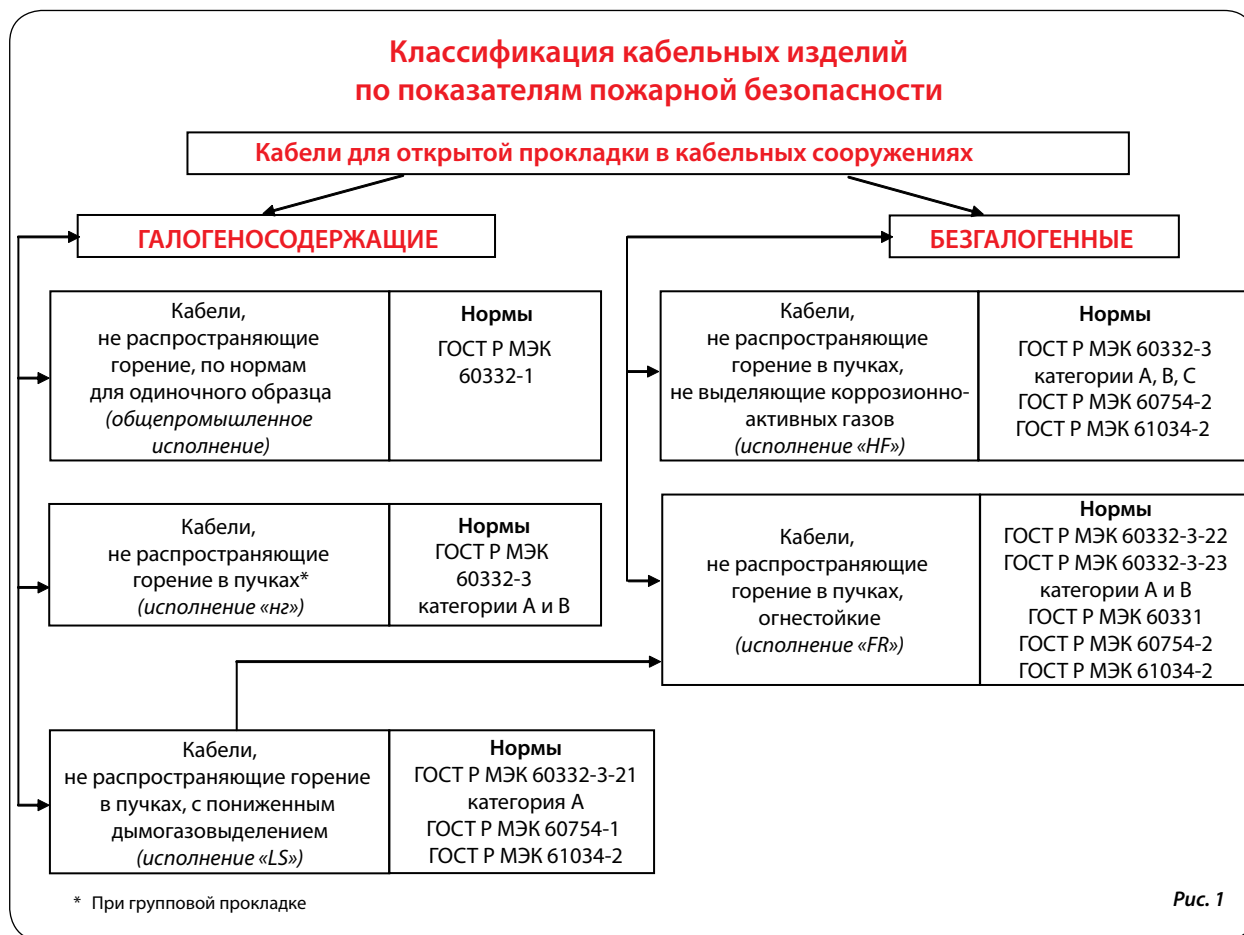 Классификация кабельных изделий
по показателям пожарной безопасности
Кабели для открытой прокладки в кабельных сооружениях
ГАЛОГЕНОСОДЕРЖАЩИЕ
Кабели,
не распространяющие
горение, по нормам
для одиночного образца
(общепромышленное
исполнение)
Нормы
ГОСТ Р МЭК
60332-1
Кабели,
не распространяющие
горение в пучках*
(исполнение «нг»)
Нормы
ГОСТ Р МЭК
60332-3
категории А и В
Кабели,
не распространяющие горение
в пучках, с пониженным
дымогазовыделением
(исполнение «LS»)
Нормы
ГОСТ Р МЭК 60332-3-21
категория А
ГОСТ Р МЭК 60754-1
ГОСТ Р МЭК 61034-2
БЕЗГАЛОГЕННЫЕ
Кабели,
не распространяющие
горение в пучках,
не выделяющие коррозионно-
активных газов
(исполнение «HF»)
Нормы
ГОСТ Р МЭК 60332-3
категории А, В, С
ГОСТ Р МЭК 60754-2
ГОСТ Р МЭК 61034-2
Кабели,
не распространяющие
горение в пучках,
огнестойкие
(исполнение «FR»)
Нормы
ГОСТ Р МЭК 60332-3-22
ГОСТ Р МЭК 60332-3-23
категории А и В
ГОСТ Р МЭК 60331
ГОСТ Р МЭК 60754-2
ГОСТ Р МЭК 61034-2
* При групповой прокладке
Рис. 1